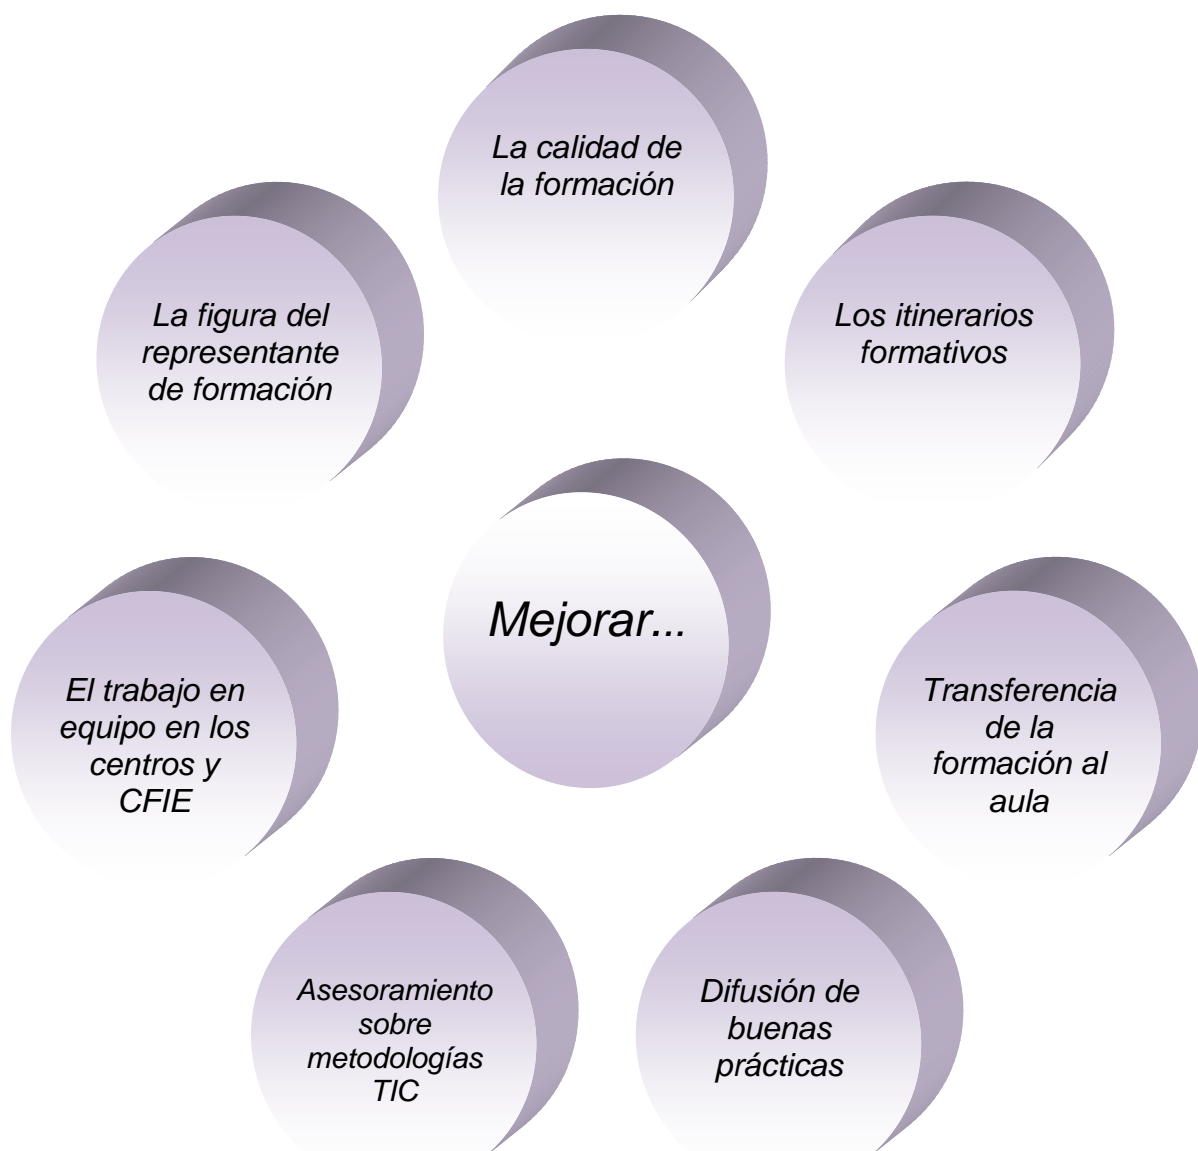 La calidad de
la formación
La figura del
representante
de formación
Los itinerarios
formativos
Mejorar...
El trabajo en
equipo en los
centros y
CFIE
Transferencia
de la
formación al
aula
Asesoramiento
sobre
metodologías
TIC
Difusión de
buenas
prácticas